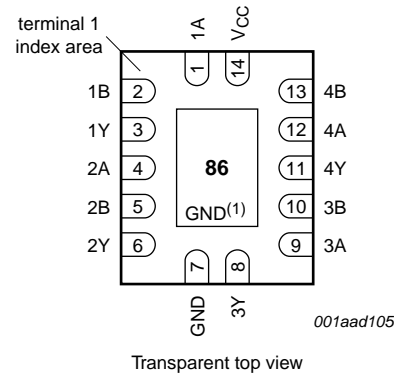 terminal 1
index area
1A
VCC
1
14
1B 2
13 4B
1Y 3
12 4A
2A 4
86
11 4Y
2B 5
GND(1)
10 3B
2Y 6
9 3A
7
8
GND
3Y
001aad105
Transparent top view